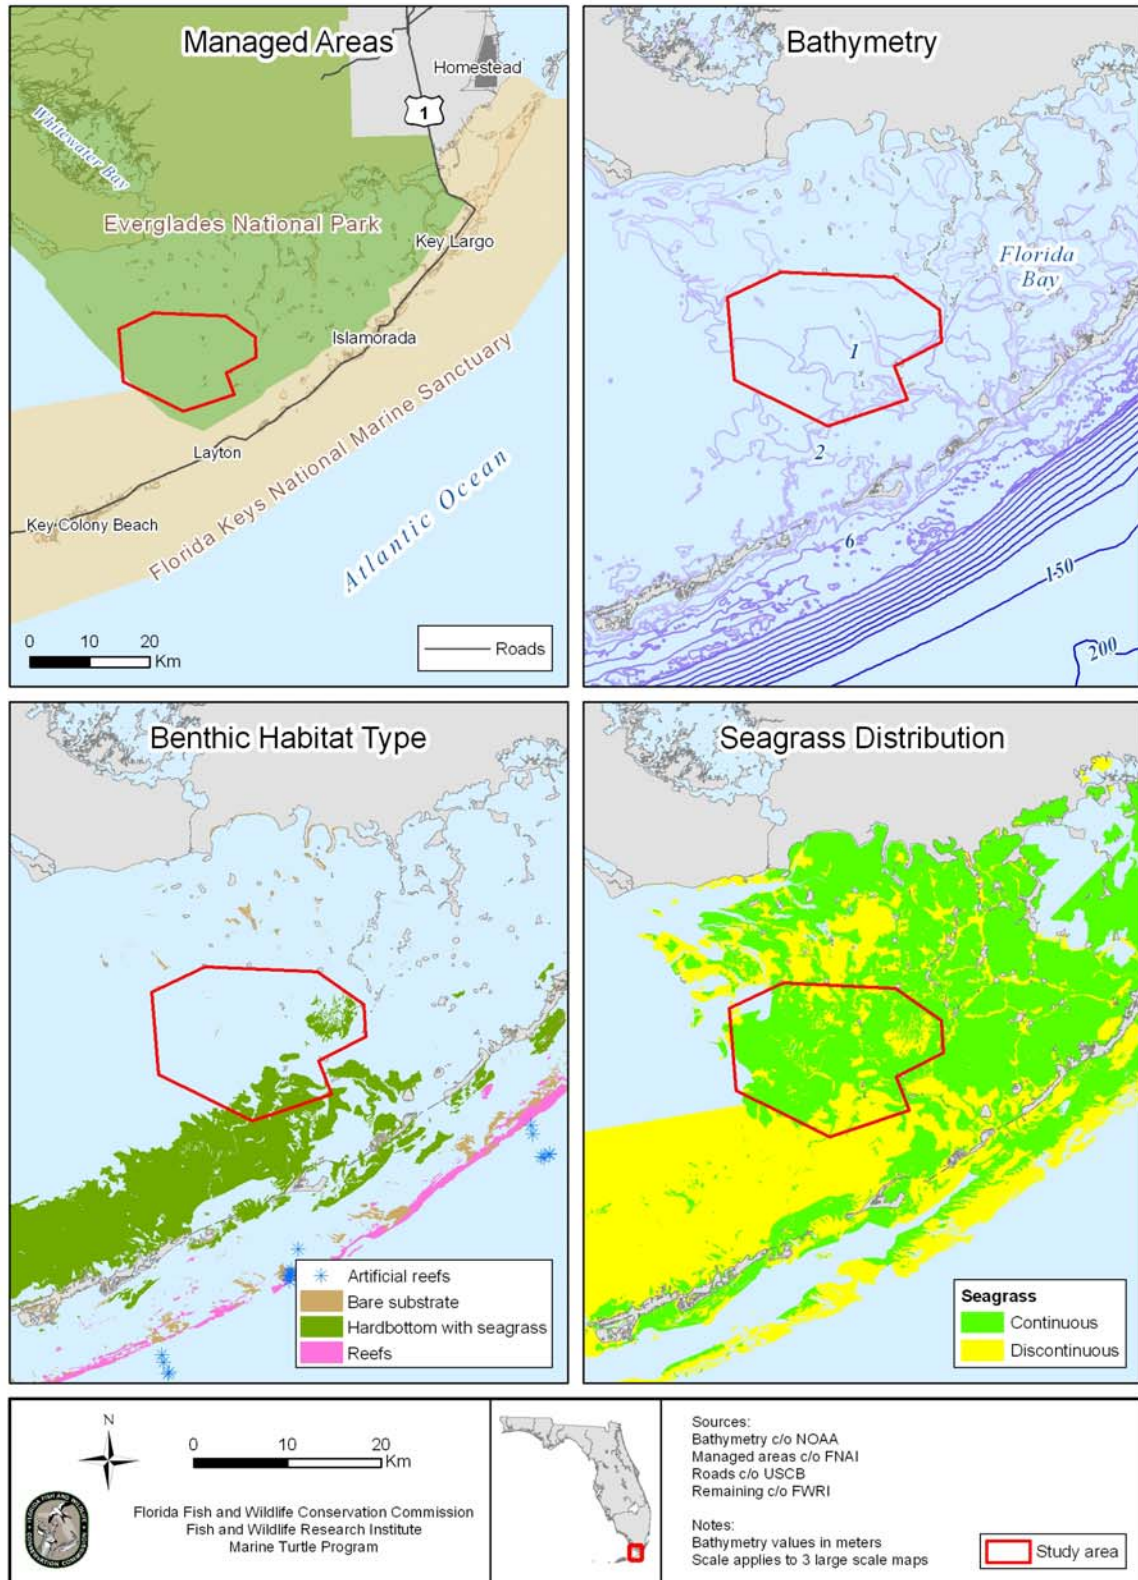 Managed Areas
Homestead
1
Whitewater Bay
Everglades National Park
Key Largo
Islamorada
Florida Keys National Marine Sanctuary
Layton
Atlantic Ocean
Key Colony Beach
0 10 20
Km
Roads
Bathymetry
Florida
Bay
1
2
6
150
200
Benthic Habitat Type
Artificial reefs
Bare substrate
Hardbottom with seagrass
Reefs
Seagrass Distribution
Seagrass
Continuous
Discontinuous
N
0 10 20
Km
Florida Fish and Wildlife Conservation Commission
Fish and Wildlife Research Institute
Marine Turtle Program
Sources:
Bathymetry c/o NOAA
Managed areas c/o FNAI
Roads c/o USCB
Remaining c/o FWRI
Notes:
Bathymetry values in meters
Scale applies to 3 large scale maps
Study area